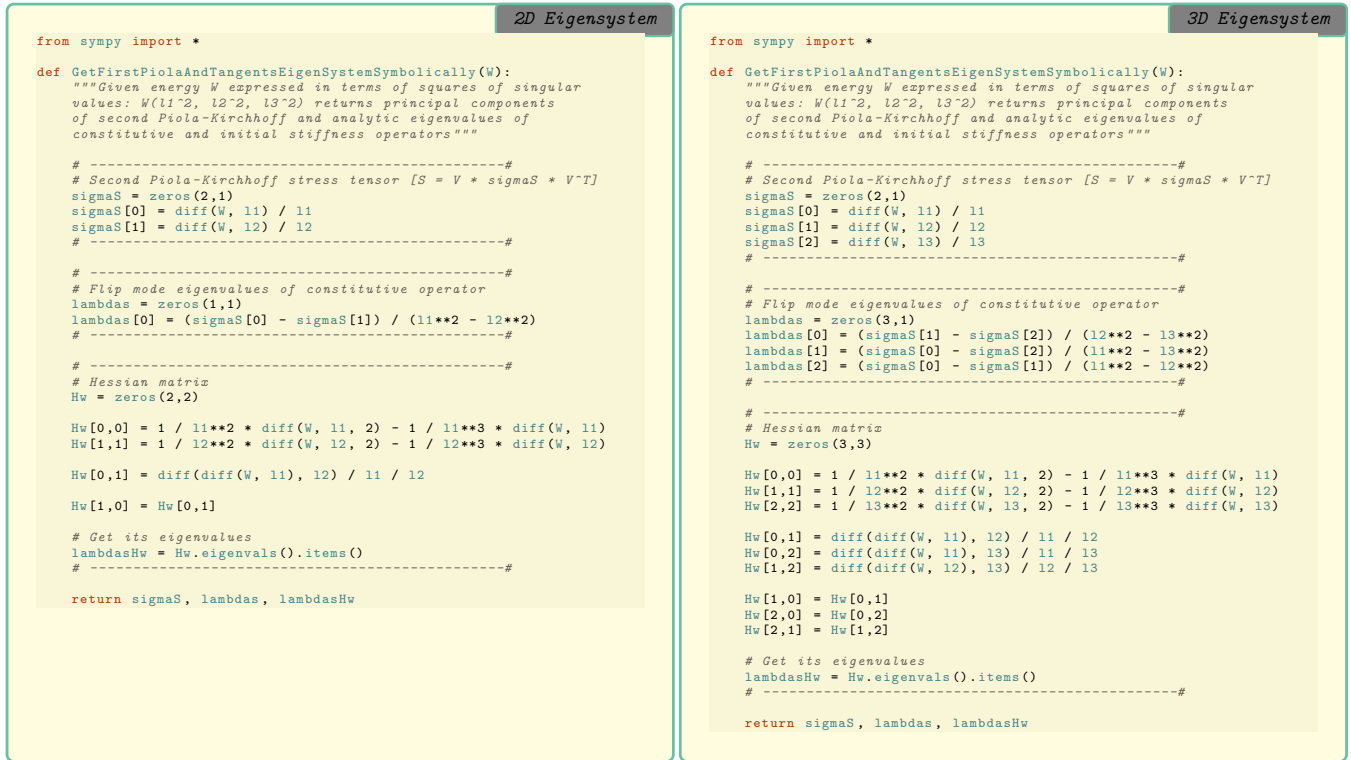 2D Eigensystem
from sympy import *
def GetFirstPiolaAndTangentsEigenSystemSymbolically(W):
    """Given energy W expressed in terms of squares of singular
    values: W(l1^2, l2^2, l3^2) returns principal components
    of second Piola-Kirchhoff and analytic eigenvalues of
    constitutive and initial stiffness operators"""
    # -----------------------------------------------#
    # Second Piola-Kirchhoff stress tensor [S = V * sigmaS * V^T]
    sigmaS = zeros(2,1)
    sigmaS[0] = diff(W, l1) / l1
    sigmaS[1] = diff(W, l2) / l2
    # -----------------------------------------------#
    # -----------------------------------------------#
    # Flip mode eigenvalues of constitutive operator
    lambdas = zeros(1,1)
    lambdas[0] = (sigmaS[0] - sigmaS[1]) / (l1**2 - l2**2)
    # -----------------------------------------------#
    # -----------------------------------------------#
    # Hessian matrix
    Hw = zeros(2,2)
    Hw[0,0] = 1 / l1**2 * diff(W, l1, 2) - 1 / l1**3 * diff(W, l1)
    Hw[1,1] = 1 / l2**2 * diff(W, l2, 2) - 1 / l2**3 * diff(W, l2)
    Hw[0,1] = diff(diff(W, l1), l2) / l1 / l2
    Hw[1,0] = Hw[0,1]
    # Get its eigenvalues
    lambdasHw = Hw.eigenvals().items()
    # -----------------------------------------------#
    return sigmaS, lambdas, lambdasHw
3D Eigensystem
from sympy import *
def GetFirstPiolaAndTangentsEigenSystemSymbolically(W):
    """Given energy W expressed in terms of squares of singular
    values: W(l1^2, l2^2, l3^2) returns principal components
    of second Piola-Kirchhoff and analytic eigenvalues of
    constitutive and initial stiffness operators"""
    # -----------------------------------------------#
    # Second Piola-Kirchhoff stress tensor [S = V * sigmaS * V^T]
    sigmaS = zeros(2,1)
    sigmaS[0] = diff(W, l1) / l1
    sigmaS[1] = diff(W, l2) / l2
    sigmaS[2] = diff(W, l3) / l3
    # -----------------------------------------------#
    # -----------------------------------------------#
    # Flip mode eigenvalues of constitutive operator
    lambdas = zeros(3,1)
    lambdas[0] = (sigmaS[1] - sigmaS[2]) / (l2**2 - l3**2)
    lambdas[1] = (sigmaS[0] - sigmaS[2]) / (l1**2 - l3**2)
    lambdas[2] = (sigmaS[0] - sigmaS[1]) / (l1**2 - l2**2)
    # -----------------------------------------------#
    # -----------------------------------------------#
    # Hessian matrix
    Hw = zeros(3,3)
    Hw[0,0] = 1 / l1**2 * diff(W, l1, 2) - 1 / l1**3 * diff(W, l1)
    Hw[1,1] = 1 / l2**2 * diff(W, l2, 2) - 1 / l2**3 * diff(W, l2)
    Hw[2,2] = 1 / l3**2 * diff(W, l3, 2) - 1 / l3**3 * diff(W, l3)
    Hw[0,1] = diff(diff(W, l1), l2) / l1 / l2
    Hw[0,2] = diff(diff(W, l1), l3) / l1 / l3
    Hw[1,2] = diff(diff(W, l2), l3) / l2 / l3
    Hw[1,0] = Hw[0,1]
    Hw[2,0] = Hw[0,2]
    Hw[2,1] = Hw[1,2]
    # Get its eigenvalues
    lambdasHw = Hw.eigenvals().items()
    # -----------------------------------------------#
    return sigmaS, lambdas, lambdasHw